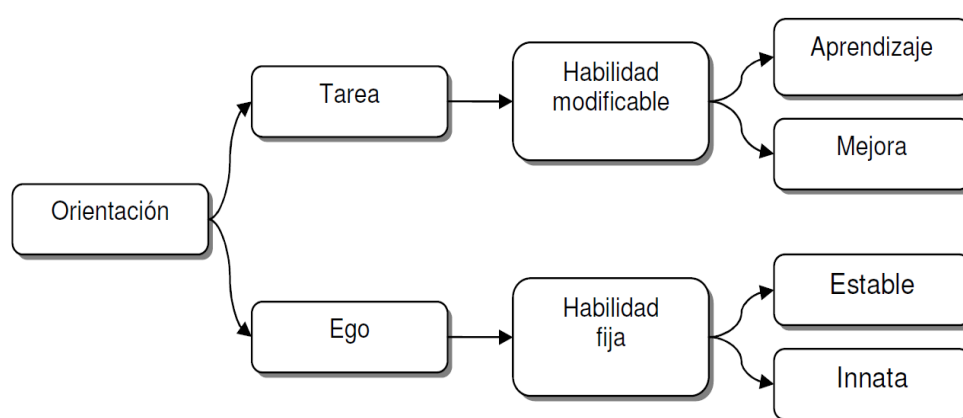 Orientación
Tarea
Habilidad
modificable
Aprendizaje
Mejora
Ego
Habilidad
fija
Estable
Innata